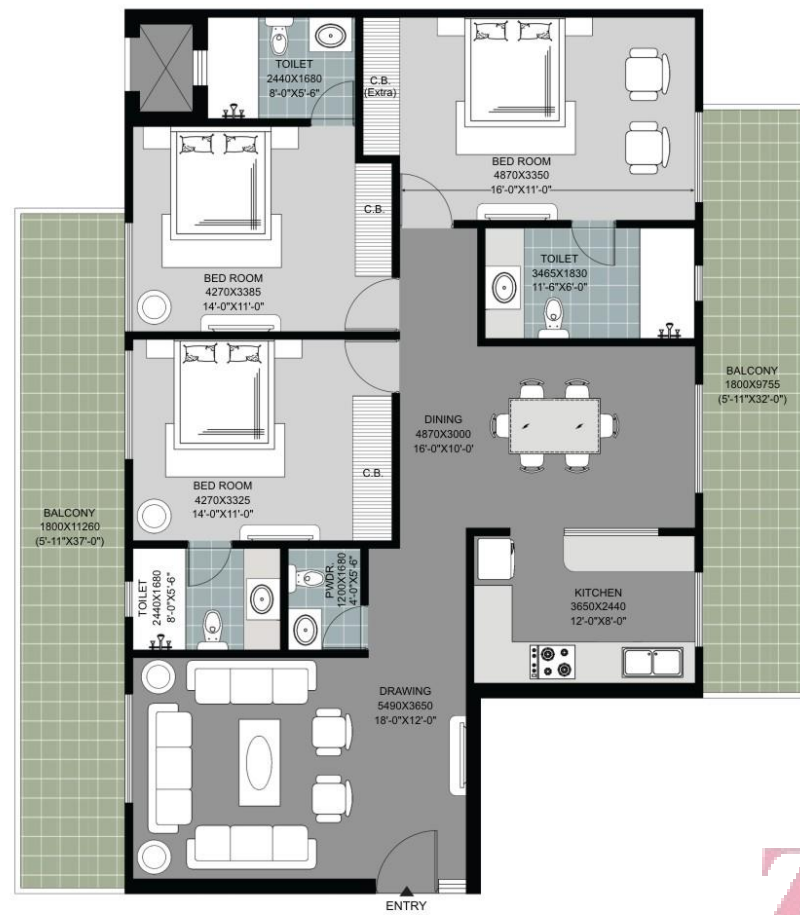 TOILET
2440X1680
8'-0"X5'-6"
C.B.
(Extra)
BED ROOM
4870X3350
16'-0"X11'-0"
C.B.
BED ROOM
4270X3385
14'-0"X11'-0"
TOILET
3465X1830
11'-6"X6'-0"
BALCONY
1800X9755
(5'-11"X32'-0")
DINING
4870X3000
16'-0"X10'-0'
C.B.
BED ROOM
4270X3325
14'-0"X11'-0"
BALCONY
1800X11260
(5'-11"X37'-0")
TOILET
2440X1680
8'-0"X5'-6"
PWDR.
1200X1680
4'-0"X5'-6"
KITCHEN
3650X2440
12'-0"X8'-0"
DRAWING
5490X3650
18'-0"X12'-0"
ENTRY